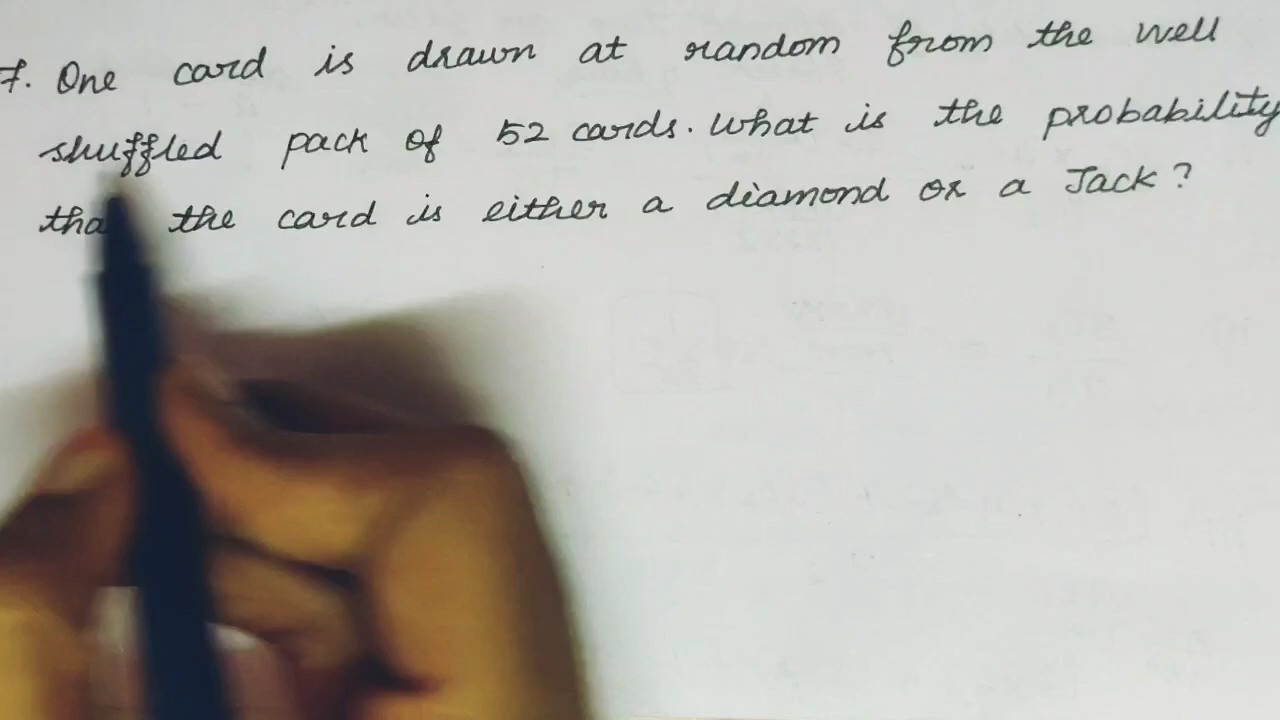 7. One card is drawn at random from the well
shuffled pack of 52 cards. What is the probability
tha the card is either a diamond or a Jack?